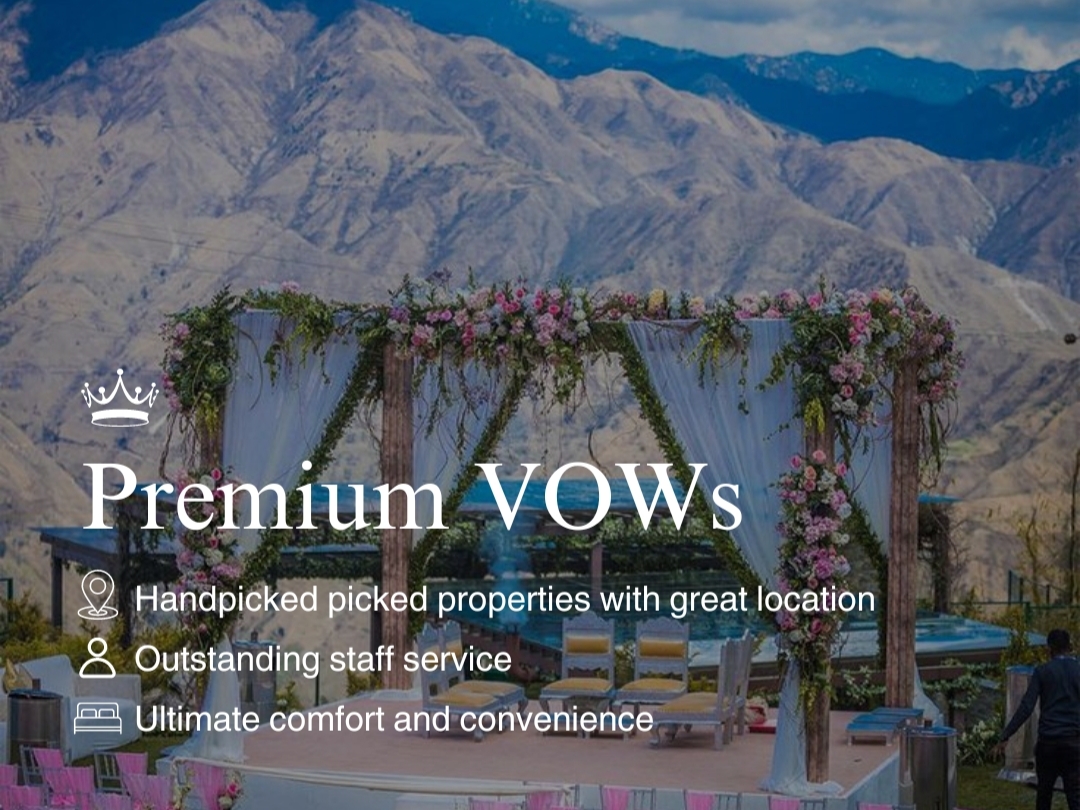 Premium VOWs
Handpicked picked properties with great location
Outstanding staff service
Ultimate comfort and convenience